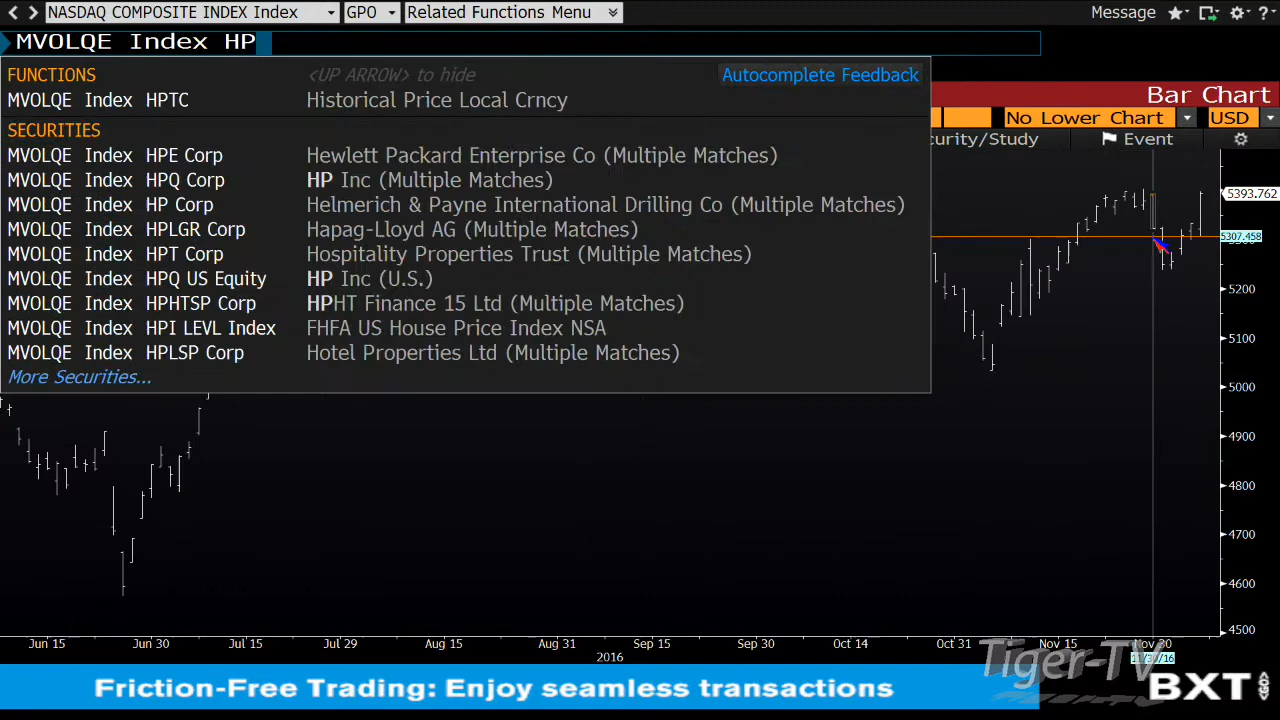 NASDAQ COMPOSITE INDEX Index GPO Related Functions Menu Message ?
MVOLQE Index HP
FUNCTIONS <UP ARROW> to hide Autocomplete Feedback
MVOLQE Index HPTC Historical Price Local Crncy
SECURITIES
MVOLQE Index HPE Corp Hewlett Packard Enterprise Co (Multiple Matches)
MVOLQE Index HPQ Corp HP Inc (Multiple Matches)
MVOLQE Index HP Corp Helmerich & Payne International Drilling Co (Multiple Matches)
MVOLQE Index HPLGR Corp Hapag-Lloyd AG (Multiple Matches)
MVOLQE Index HPT Corp Hospitality Properties Trust (Multiple Matches)
MVOLQE Index HPQ US Equity HP Inc (U.S.)
MVOLQE Index HPHTSP Corp HPHT Finance 15 Ltd (Multiple Matches)
MVOLQE Index HPI LEVL Index FHFA US House Price Index NSA
MVOLQE Index HPLSP Corp Hotel Properties Ltd (Multiple Matches)
More Securities...
Bar Chart
No Lower Chart USD
curity/Study Event
5393.762
5307.458
5200
5100
5000
4900
4800
4700
4600
4500
Jun 15 Jun 30 Jul 15 Jul 29 Aug 15 Aug 31 Sep 15 Sep 30 Oct 14 Oct 31 Nov 15 Nov 30
2016 11/30/16
Tiger-TV
Friction-Free Trading: Enjoy seamless transactions
BXT